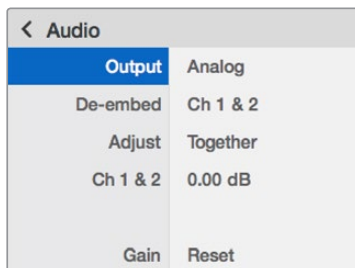 < Audio
Output Analog
De-embed Ch 1 & 2
Adjust Together
Ch 1 & 2 0.00 dB
Gain Reset